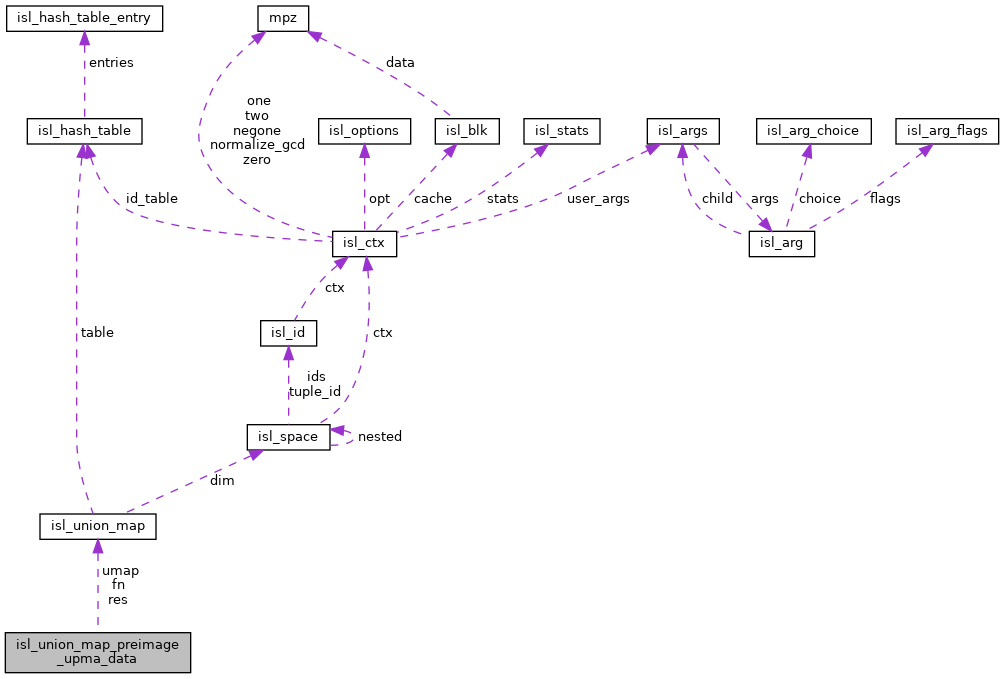 isl_hash_table_entry
mpz
entries
data
one
two
negone
normalize_gcd
zero
isl_hash_table
isl_options
isl_blk
isl_stats
isl_args
isl_arg_choice
isl_arg_flags
id_table
opt
cache
stats
user_args
child
args
choice
flags
isl_ctx
isl_arg
ctx
table
isl_id
ctx
ids
tuple_id
isl_space
nested
dim
isl_union_map
umap
fn
res
isl_union_map_preimage
_upma_data